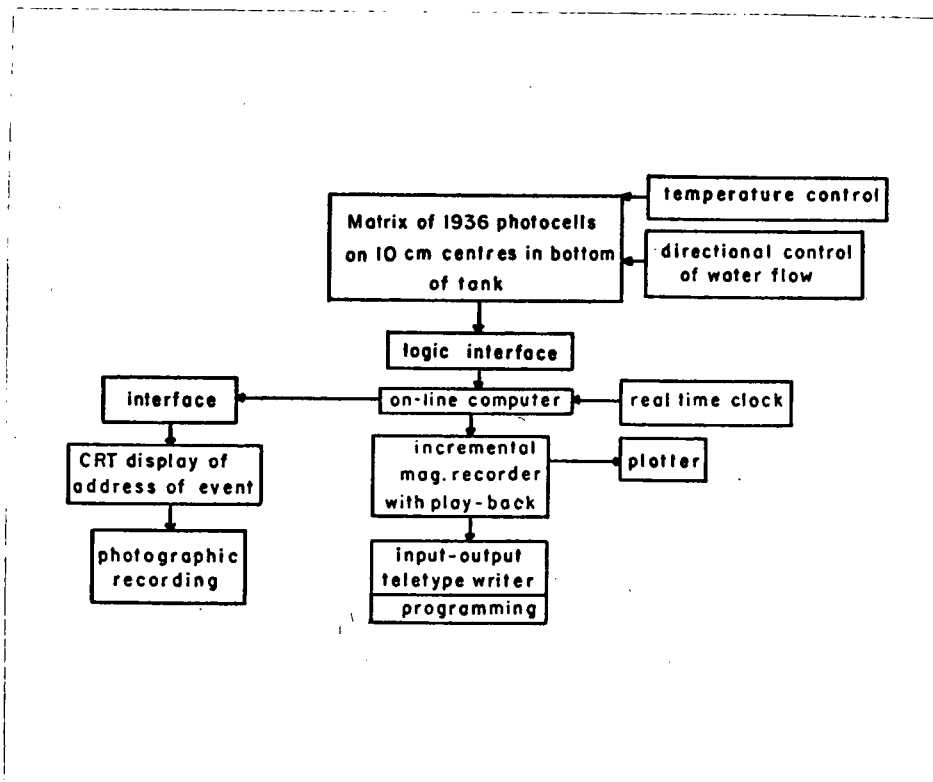 temperature control
Matrix of 1936 photocells
on 10 cm centres in bottom
of tank
directional control
of water flow
logic interface
interface
on-line computer
real time clock
CRT display of
address of event
incremental
mag. recorder
with play-back
plotter
photographic
recording
input-output
teletype writer
programming